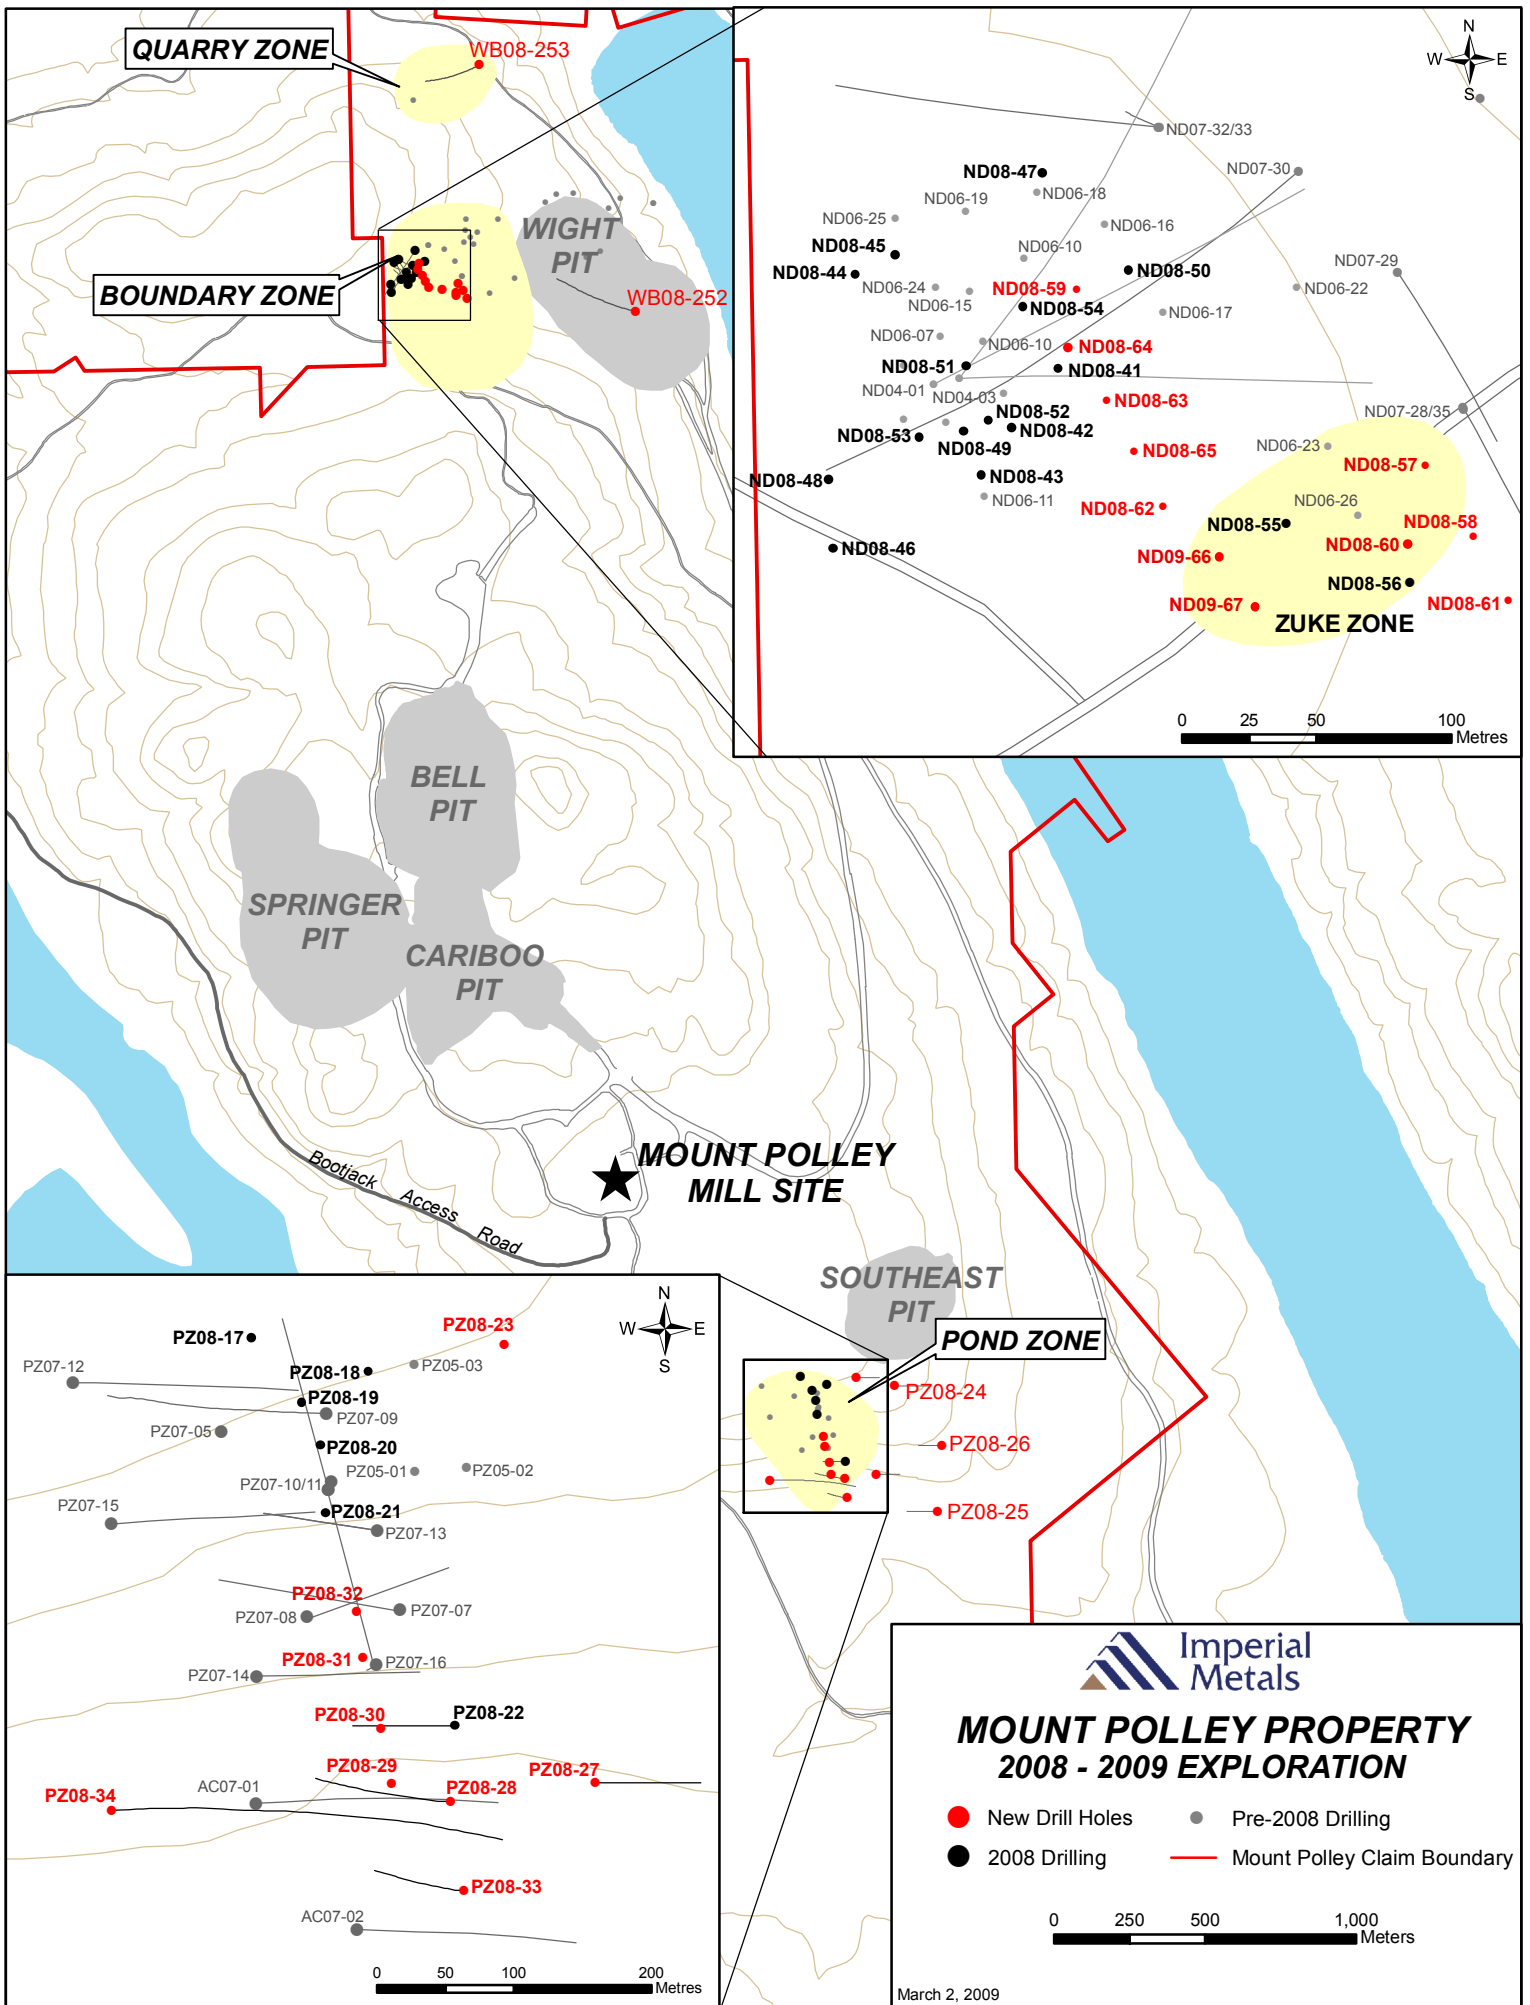 QUARRY ZONE
WB08-253
BOUNDARY ZONE
WIGHT
PIT
WB08-252
N
W
E
S
ND07-32/33
ND08-47
ND06-18
ND07-30
ND06-19
ND06-25
ND06-16
ND08-45
ND06-10
ND08-44
ND08-50
ND07-29
ND06-24
ND08-59
ND06-22
ND06-15
ND08-54
ND06-17
ND06-07
ND06-10
ND08-64
ND08-51
ND08-41
ND04-01
ND04-03
ND08-63
ND08-52
ND07-28/35
ND08-53
ND08-42
ND08-49
ND06-23
ND08-65
ND08-57
ND08-48
ND08-43
ND06-11
ND06-26
ND08-62
ND08-55
ND08-58
ND08-46
ND08-60
ND09-66
ND08-56
ND09-67
ND08-61
ZUKE ZONE
0 25 50 100
Metres
BELL
PIT
SPRINGER
PIT
CARIBOO
PIT
MOUNT POLLEY
MILL SITE
Bootjack Access Road
SOUTHEAST
PIT
POND ZONE
PZ08-24
PZ08-26
PZ08-25
N
W
E
S
PZ08-17
PZ08-23
PZ07-12
PZ08-18
PZ05-03
PZ08-19
PZ07-09
PZ07-05
PZ08-20
PZ05-01
PZ05-02
PZ07-10/11
PZ07-15
PZ08-21
PZ07-13
PZ08-32
PZ07-08
PZ07-07
PZ08-31
PZ07-16
PZ07-14
PZ08-30
PZ08-22
PZ08-29
PZ08-27
PZ08-34
AC07-01
PZ08-28
PZ08-33
AC07-02
0 50 100 200
Metres
Imperial
Metals
MOUNT POLLEY PROPERTY
2008 - 2009 EXPLORATION
New Drill Holes
Pre-2008 Drilling
2008 Drilling
Mount Polley Claim Boundary
0 250 500 1,000
Meters
March 2, 2009